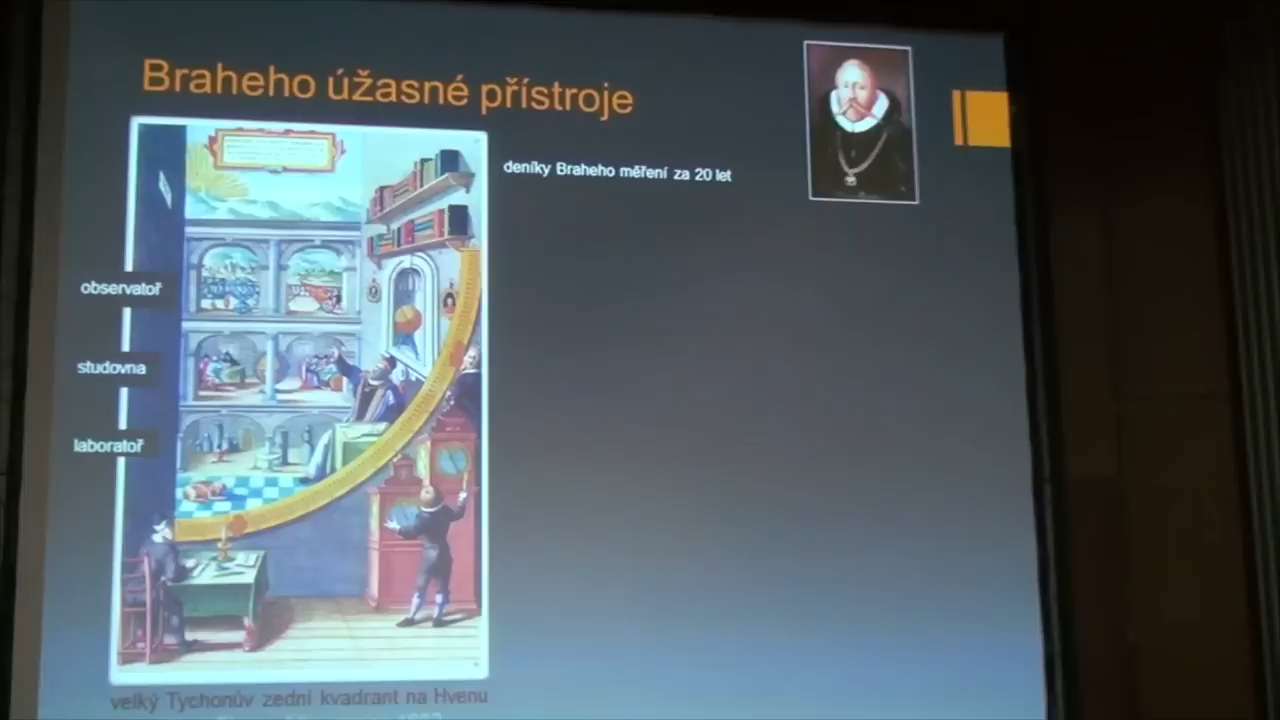 Braheho úžasné přístroje
deníky Braheho měření za 20 let
observatoř
studovna
laboratoř
velký Tychonův zední kvadrant na Hvenu